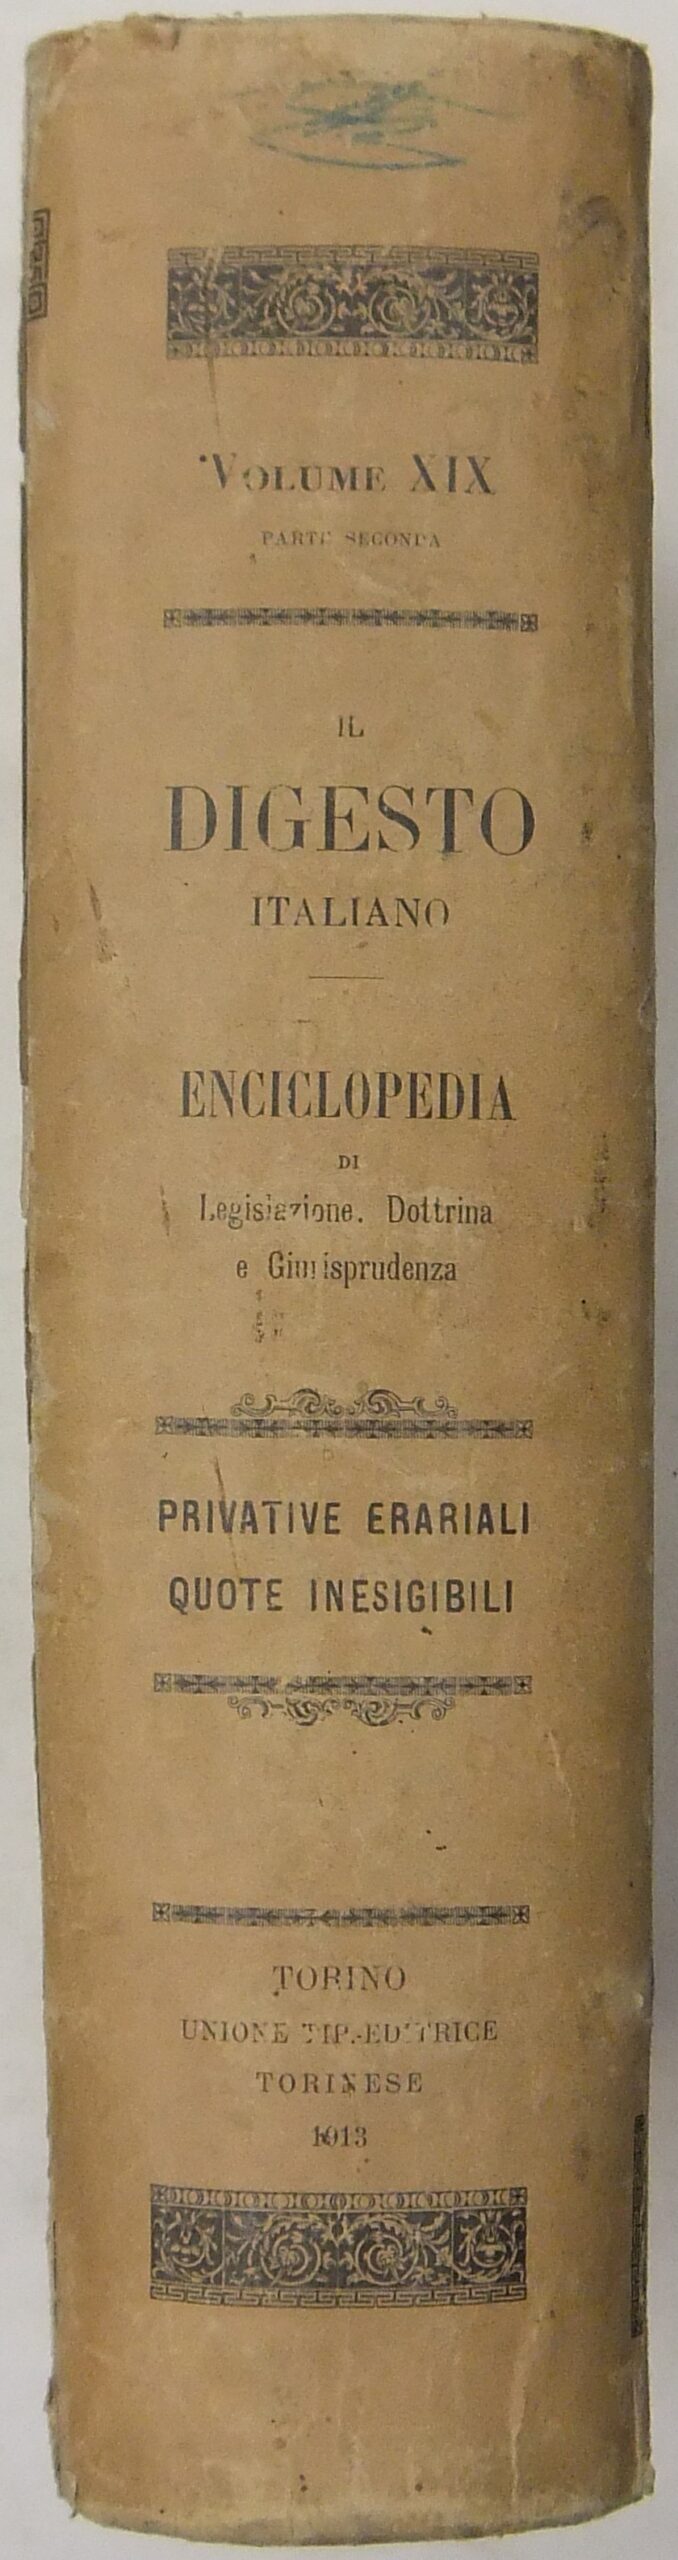 VOLUME XIX
PARTE SECONDA
IL
DIGESTO
ITALIANO
ENCICLOPEDIA
DI
Legislazione, Dottrina
e Giurisprudenza
PRIVATIVE ERARIALI
QUOTE INESIGIBILI
TORINO
UNIONE TIP.-EDITRICE
TORINESE
1913